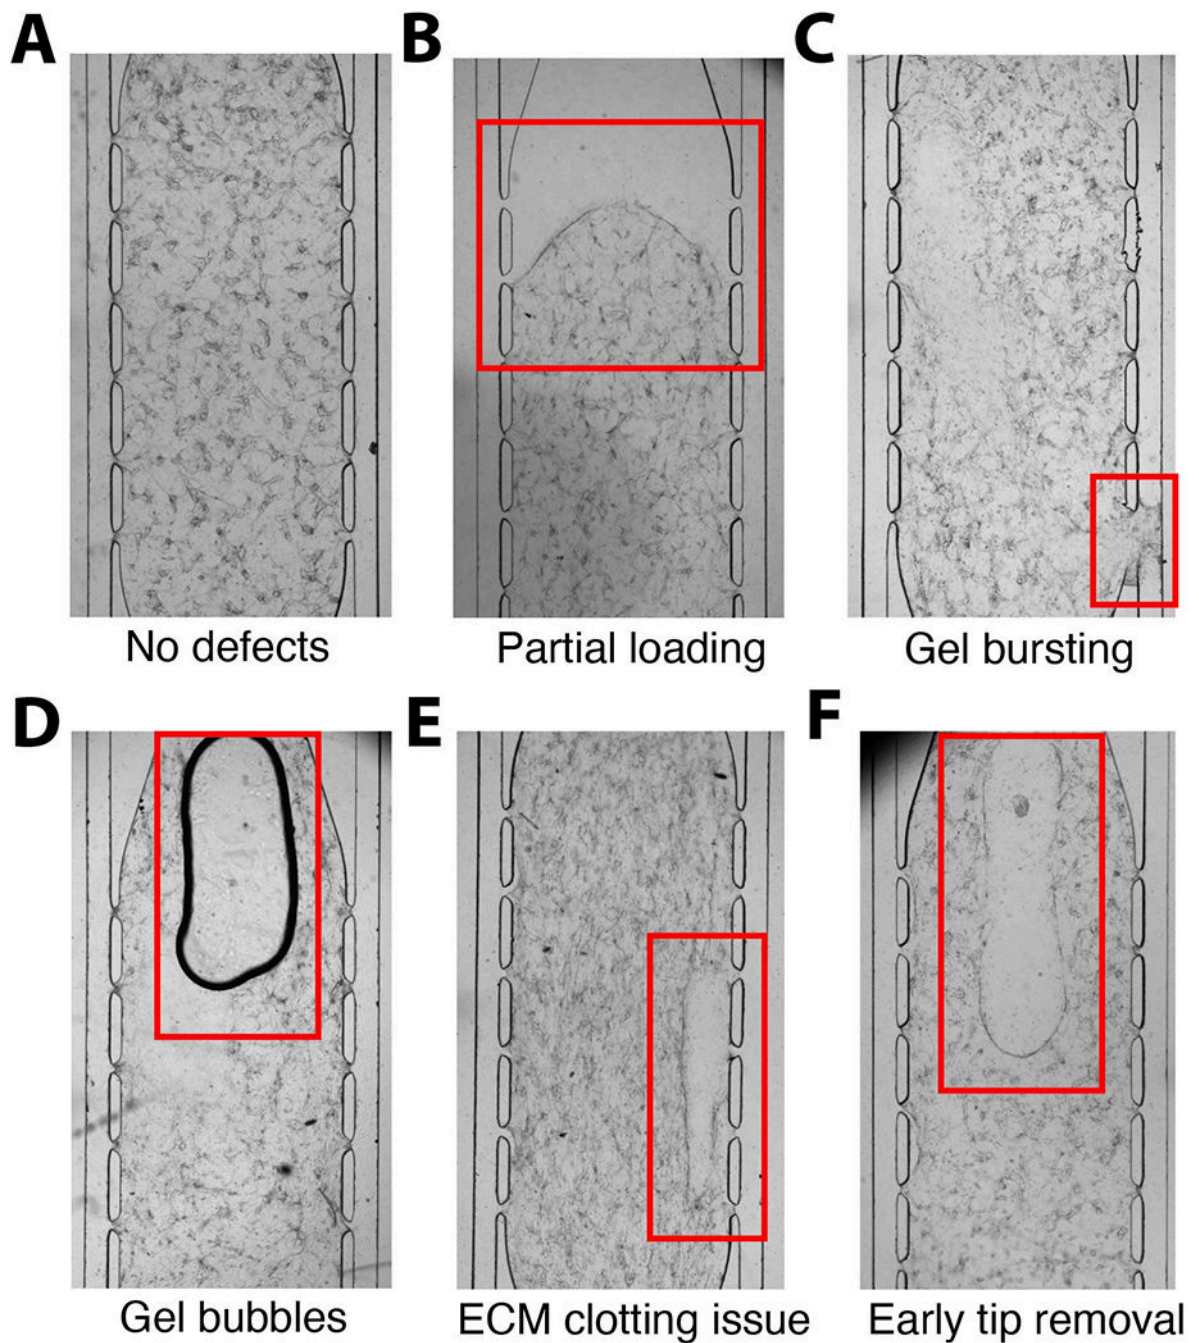 A
B
C
No defects
Partial loading
Gel bursting
D
E
F
Gel bubbles
ECM clotting issue
Early tip removal